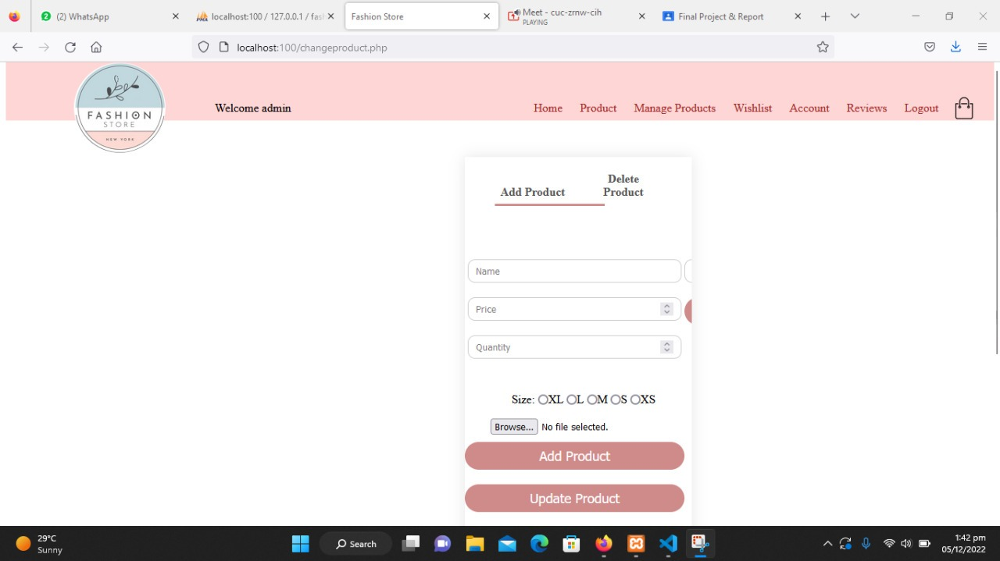 (2) WhatsApp
PMA localhost:100 / 127.0.0.1 / fash
Fashion Store
Meet - cuc-zrnw-cih
PLAYING
Final Project & Report
localhost:100/changeproduct.php
FASHION
STORE
NEW YORK
Welcome admin
Home Product Manage Products Wishlist Account Reviews Logout
Add Product
Delete
Product
Name
Price
Quantity
Size: XL L M S XS
Browse... No file selected.
Add Product
Update Product
29°C
Sunny
Search
1:42 pm
05/12/2022